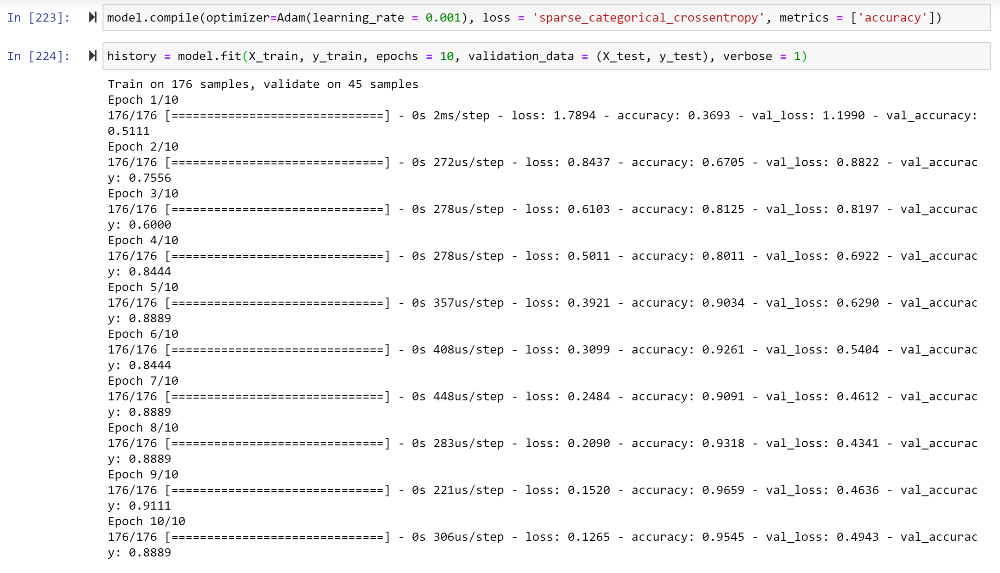 In [223]: model.compile(optimizer=Adam(learning_rate = 0.001), loss = 'sparse_categorical_crossentropy', metrics = ['accuracy'])
In [224]: history = model.fit(X_train, y_train, epochs = 10, validation_data = (X_test, y_test), verbose = 1)
Train on 176 samples, validate on 45 samples
Epoch 1/10
176/176 [==============================] - 0s 2ms/step - loss: 1.7894 - accuracy: 0.3693 - val_loss: 1.1990 - val_accuracy:
0.5111
Epoch 2/10
176/176 [==============================] - 0s 272us/step - loss: 0.8437 - accuracy: 0.6705 - val_loss: 0.8822 - val_accurac
y: 0.7556
Epoch 3/10
176/176 [==============================] - 0s 278us/step - loss: 0.6103 - accuracy: 0.8125 - val_loss: 0.8197 - val_accurac
y: 0.6000
Epoch 4/10
176/176 [==============================] - 0s 278us/step - loss: 0.5011 - accuracy: 0.8011 - val_loss: 0.6922 - val_accurac
y: 0.8444
Epoch 5/10
176/176 [==============================] - 0s 357us/step - loss: 0.3921 - accuracy: 0.9034 - val_loss: 0.6290 - val_accurac
y: 0.8889
Epoch 6/10
176/176 [==============================] - 0s 408us/step - loss: 0.3099 - accuracy: 0.9261 - val_loss: 0.5404 - val_accurac
y: 0.8444
Epoch 7/10
176/176 [==============================] - 0s 448us/step - loss: 0.2484 - accuracy: 0.9091 - val_loss: 0.4612 - val_accurac
y: 0.8889
Epoch 8/10
176/176 [==============================] - 0s 283us/step - loss: 0.2090 - accuracy: 0.9318 - val_loss: 0.4341 - val_accurac
y: 0.8889
Epoch 9/10
176/176 [==============================] - 0s 221us/step - loss: 0.1520 - accuracy: 0.9659 - val_loss: 0.4636 - val_accurac
y: 0.9111
Epoch 10/10
176/176 [==============================] - 0s 306us/step - loss: 0.1265 - accuracy: 0.9545 - val_loss: 0.4943 - val_accurac
y: 0.8889